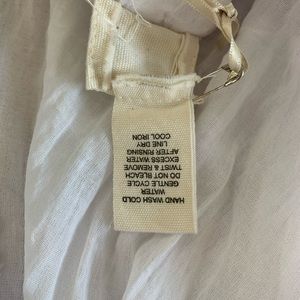 HAND WASH COLD
WATER
GENTLE CYCLE
DO NOT BLEACH
TWIST & REMOVE
EXCESS WATER
AFTER RINSING
LINE DRY
COOL IRON